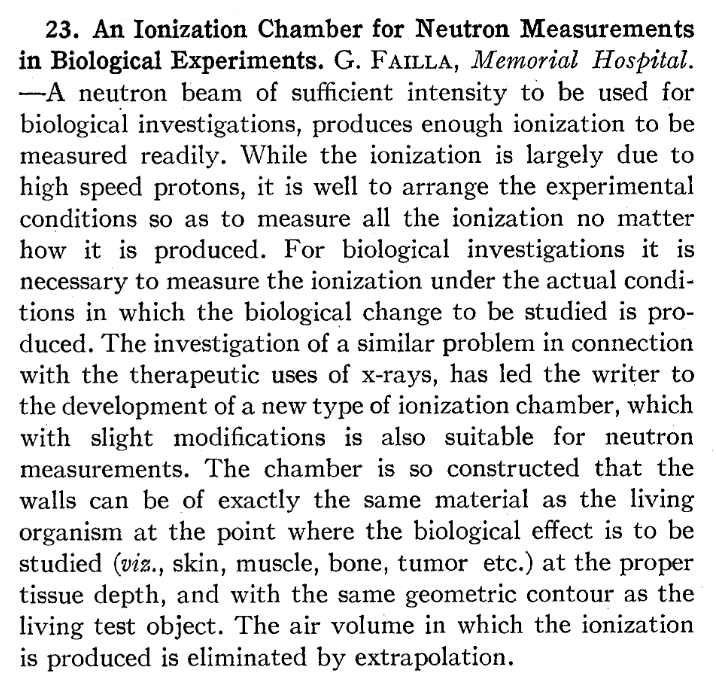 23. An Ionization Chamber for Neutron Measurements
in Biological Experiments. G. FAILLA, Memorial Hospital.
—A neutron beam of sufficient intensity to be used for
biological investigations, produces enough ionization to be
measured readily. While the ionization is largely due to
high speed protons, it is well to arrange the experimental
conditions so as to measure all the ionization no matter
how it is produced. For biological investigations it is
necessary to measure the ionization under the actual condi-
tions in which the biological change to be studied is pro-
duced. The investigation of a similar problem in connection
with the therapeutic uses of x-rays, has led the writer to
the development of a new type of ionization chamber, which
with slight modifications is also suitable for neutron
measurements. The chamber is so constructed that the
walls can be of exactly the same material as the living
organism at the point where the biological effect is to be
studied (viz., skin, muscle, bone, tumor etc.) at the proper
tissue depth, and with the same geometric contour as the
living test object. The air volume in which the ionization
is produced is eliminated by extrapolation.